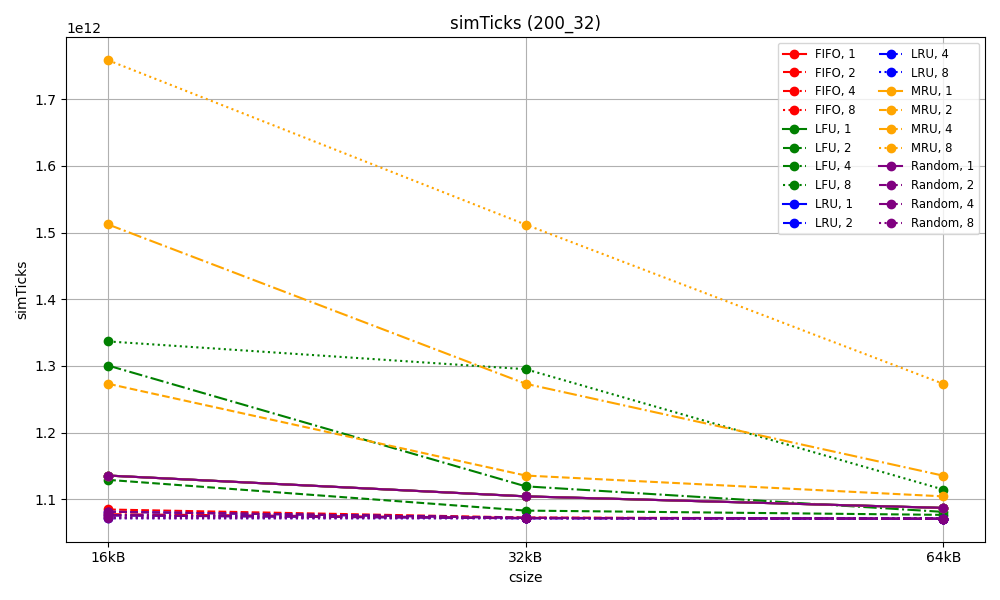 simTicks (200_32)
1e12
1.7
1.6
1.5
1.4
1.3
1.2
1.1
simTicks
16kB
32kB
64kB
csize
FIFO, 1
FIFO, 2
FIFO, 4
FIFO, 8
LFU, 1
LFU, 2
LFU, 4
LFU, 8
LRU, 1
LRU, 2
LRU, 4
LRU, 8
MRU, 1
MRU, 2
MRU, 4
MRU, 8
Random, 1
Random, 2
Random, 4
Random, 8